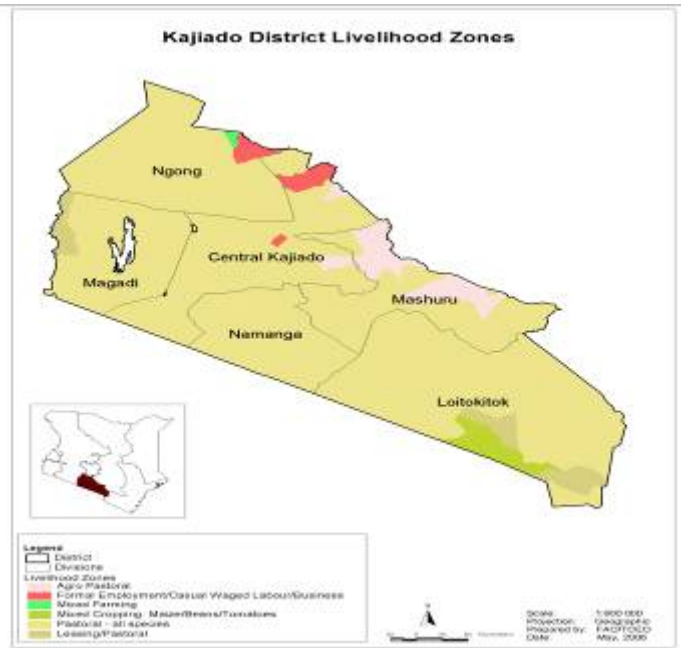 Kajiado District Livelihood Zones
Ngong
Central Kajiado
Magadi
Mashuru
Namanga
Loitokitok
Legend
District
Divisions
Livelihood Zones
Agro Pastoral
Formal Employment/Casual Waged Labour/Business
Mixed Farming
Mixed Cropping: Maize/Beans/Tomatoes
Pastoral - all species
Leasing/Pastoral
Scale:
Projection: Geographic
Prepared by:
Date: May, 2006